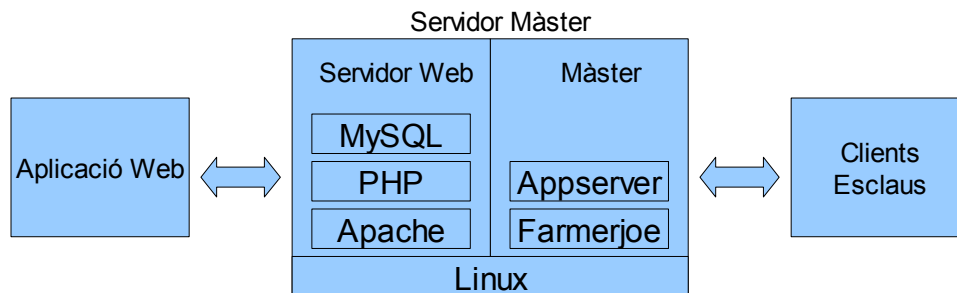 Servidor Màster
Servidor Web
Màster
MySQL
PHP
Apache
Appserver
Farmerjoe
Linux
Aplicació Web
Clients
Esclaus